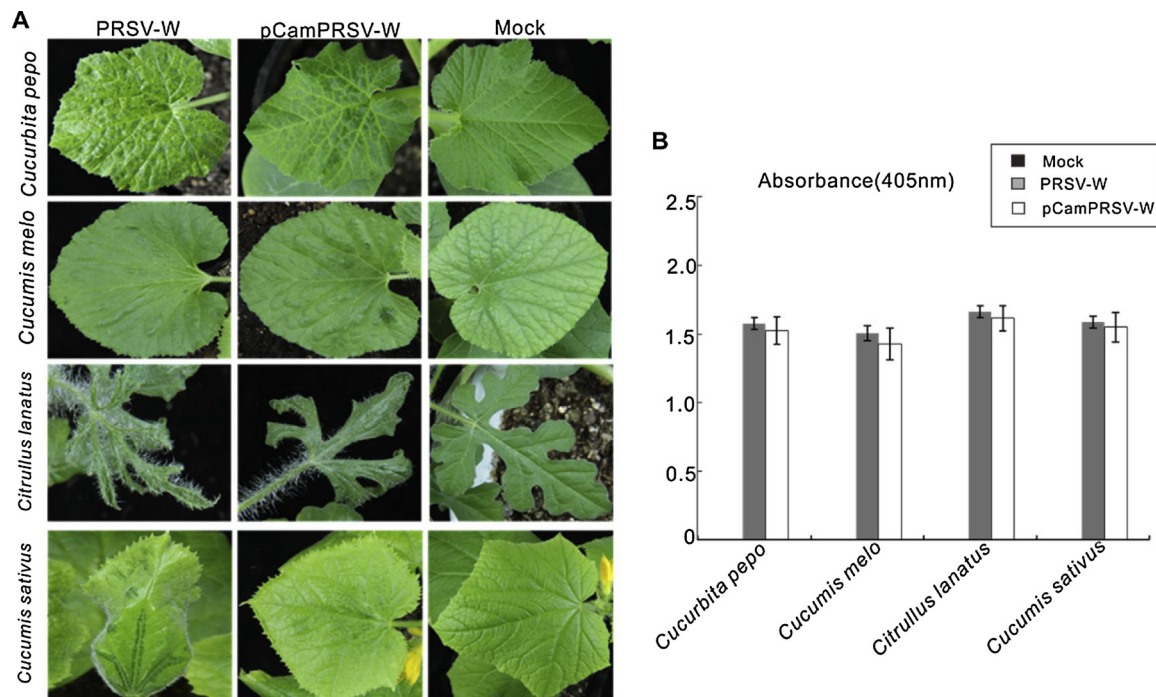 A
PRSV-W pCamPRSV-W Mock
Cucurbita pepo
Cucumis melo
Citrullus lanatus
Cucumis sativus
B
Absorbance(405nm)
Mock
PRSV-W
pCamPRSV-W
2.5
2.0
1.5
1.0
0.5
0
Cucurbita pepo
Cucumis melo
Citrullus lanatus
Cucumis sativus